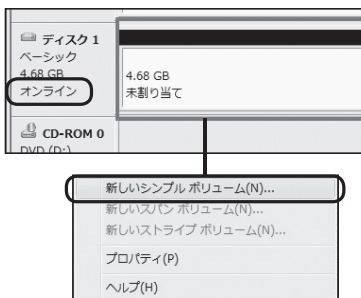 ディスク 1
ベーシック
4.68 GB
オンライン
4.68 GB
未割り当て
CD-ROM 0
DVD (D:)
新しいシンプル ボリューム(N)...
新しいスパン ボリューム(N)...
新しいストライプ ボリューム(N)...
プロパティ(P)
ヘルプ(H)